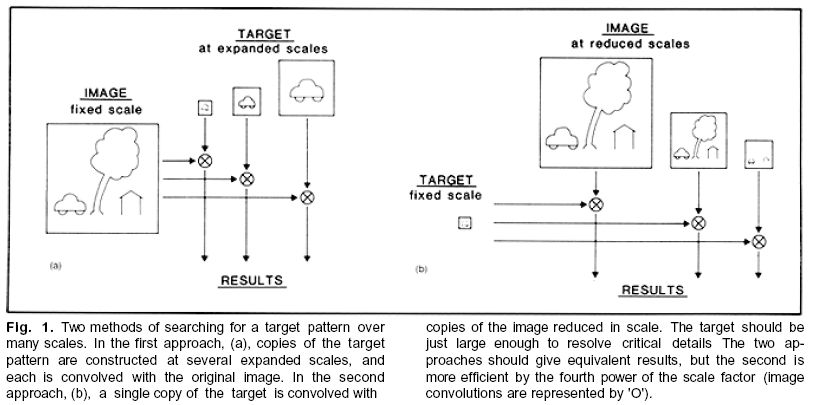 TARGET
at expanded scales
IMAGE
fixed scale
(a)
RESULTS
IMAGE
at reduced scales
TARGET
fixed scale
(b)
RESULTS
Fig. 1. Two methods of searching for a target pattern over
many scales. In the first approach, (a), copies of the target
pattern are constructed at several expanded scales, and
each is convolved with the original image. In the second
approach, (b), a single copy of the target is convolved with
copies of the image reduced in scale. The target should be
just large enough to resolve critical details The two ap-
proaches should give equivalent results, but the second is
more efficient by the fourth power of the scale factor (image
convolutions are represented by 'O').